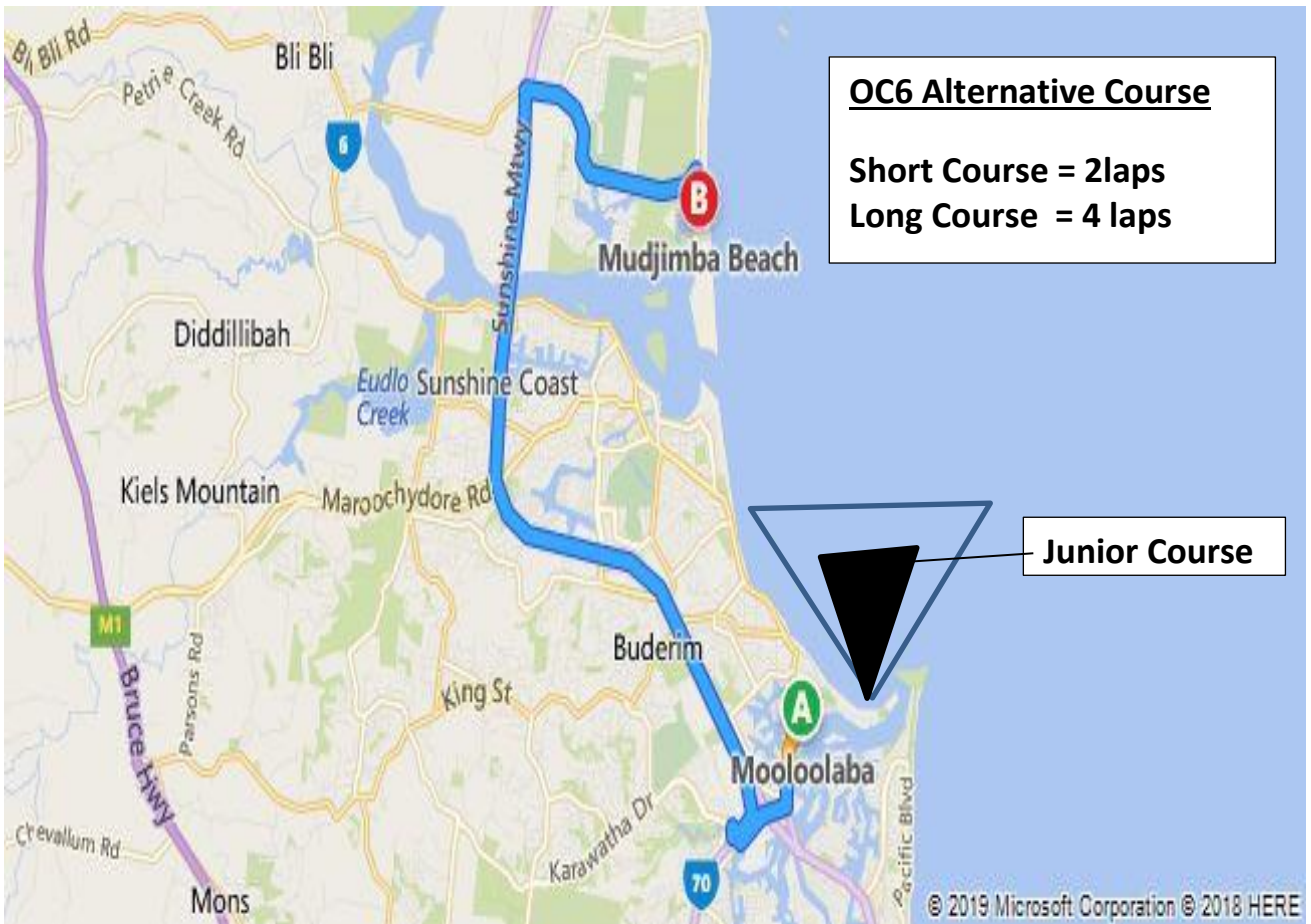 Bli Bli Rd
Bli Bli
Petrie Creek Rd
6
Sunshine Mtwy
B
Mudjimba Beach
OC6 Alternative Course
Short Course = 2laps
Long Course = 4 laps
Diddillibah
Eudlo
Creek
Sunshine Coast
Kiels Mountain
Maroochydore Rd
Junior Course
M1
Bruce Hwy
Parsons Rd
Buderim
King St
A
Mooloolaba
Karawatha Dr
Pacific Blvd
Chevallum Rd
70
Mons
© 2019 Microsoft Corporation © 2018 HERE